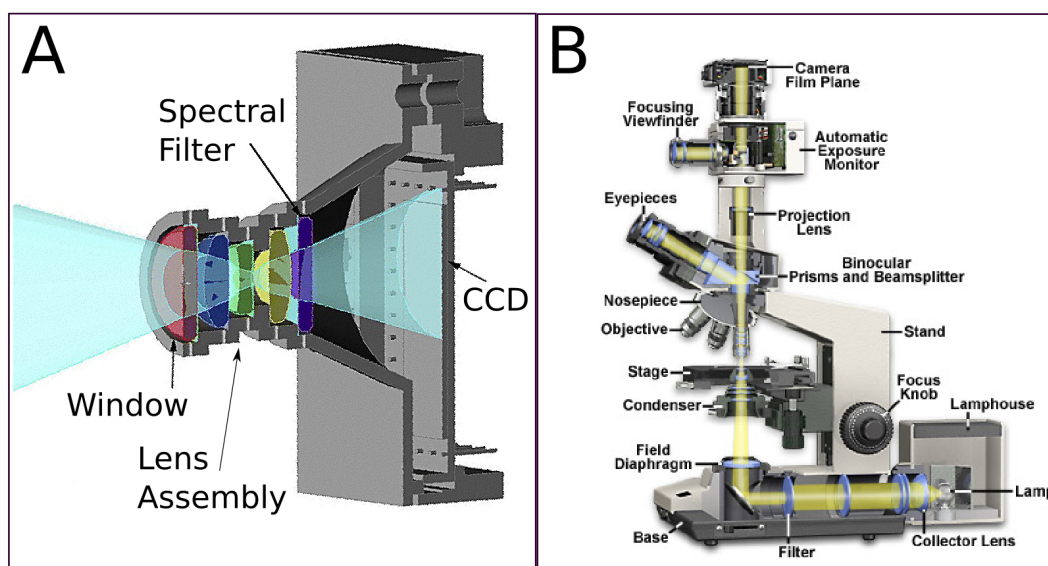 A
Spectral
Filter
CCD
Window
Lens
Assembly
B
Camera
Film Plane
Focusing
Viewfinder
Automatic
Exposure
Monitor
Eyepieces
Projection
Lens
Binocular
Prisms and Beamsplitter
Nosepiece
Objective
Stand
Stage
Focus
Knob
Condenser
Lamphouse
Field
Diaphragm
Lamp
Base
Filter
Collector Lens